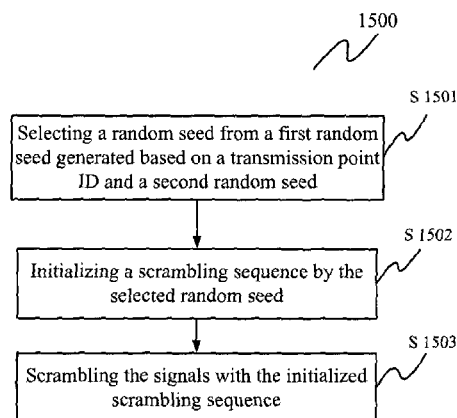 1500
S 1501
Selecting a random seed from a first random
seed generated based on a transmission point
ID and a second random seed
S 1502
Initializing a scrambling sequence by the
selected random seed
S 1503
Scrambling the signals with the initialized
scrambling sequence